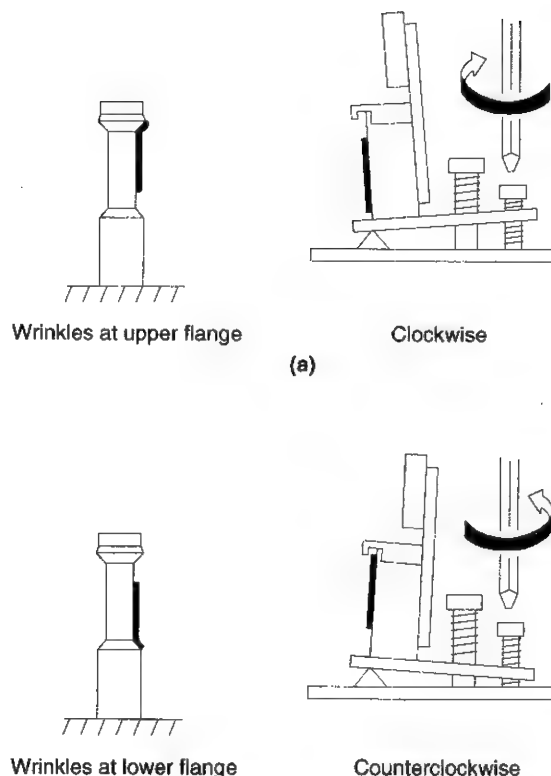 Wrinkles at upper flange
Clockwise
(a)
Wrinkles at lower flange
Counterclockwise